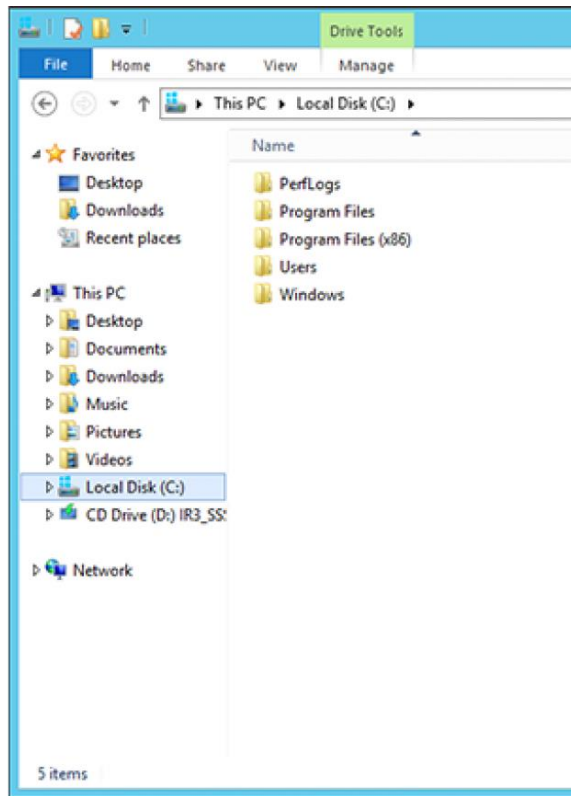 Drive Tools
File Home Share View Manage
This PC Local Disk (C:)
Name
Favorites
Desktop
Downloads
Recent places
This PC
Desktop
Documents
Downloads
Music
Pictures
Videos
Local Disk (C:)
CD Drive (D:) IR3_SS
Network
PerfLogs
Program Files
Program Files (x86)
Users
Windows
5 items